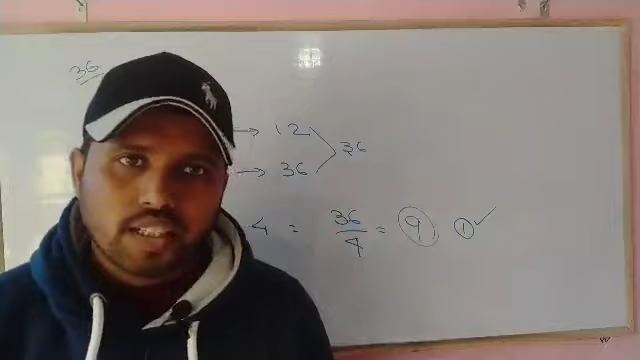 36
→ 12
36
→ 36
4 = 36/4 = 9 1 ✓